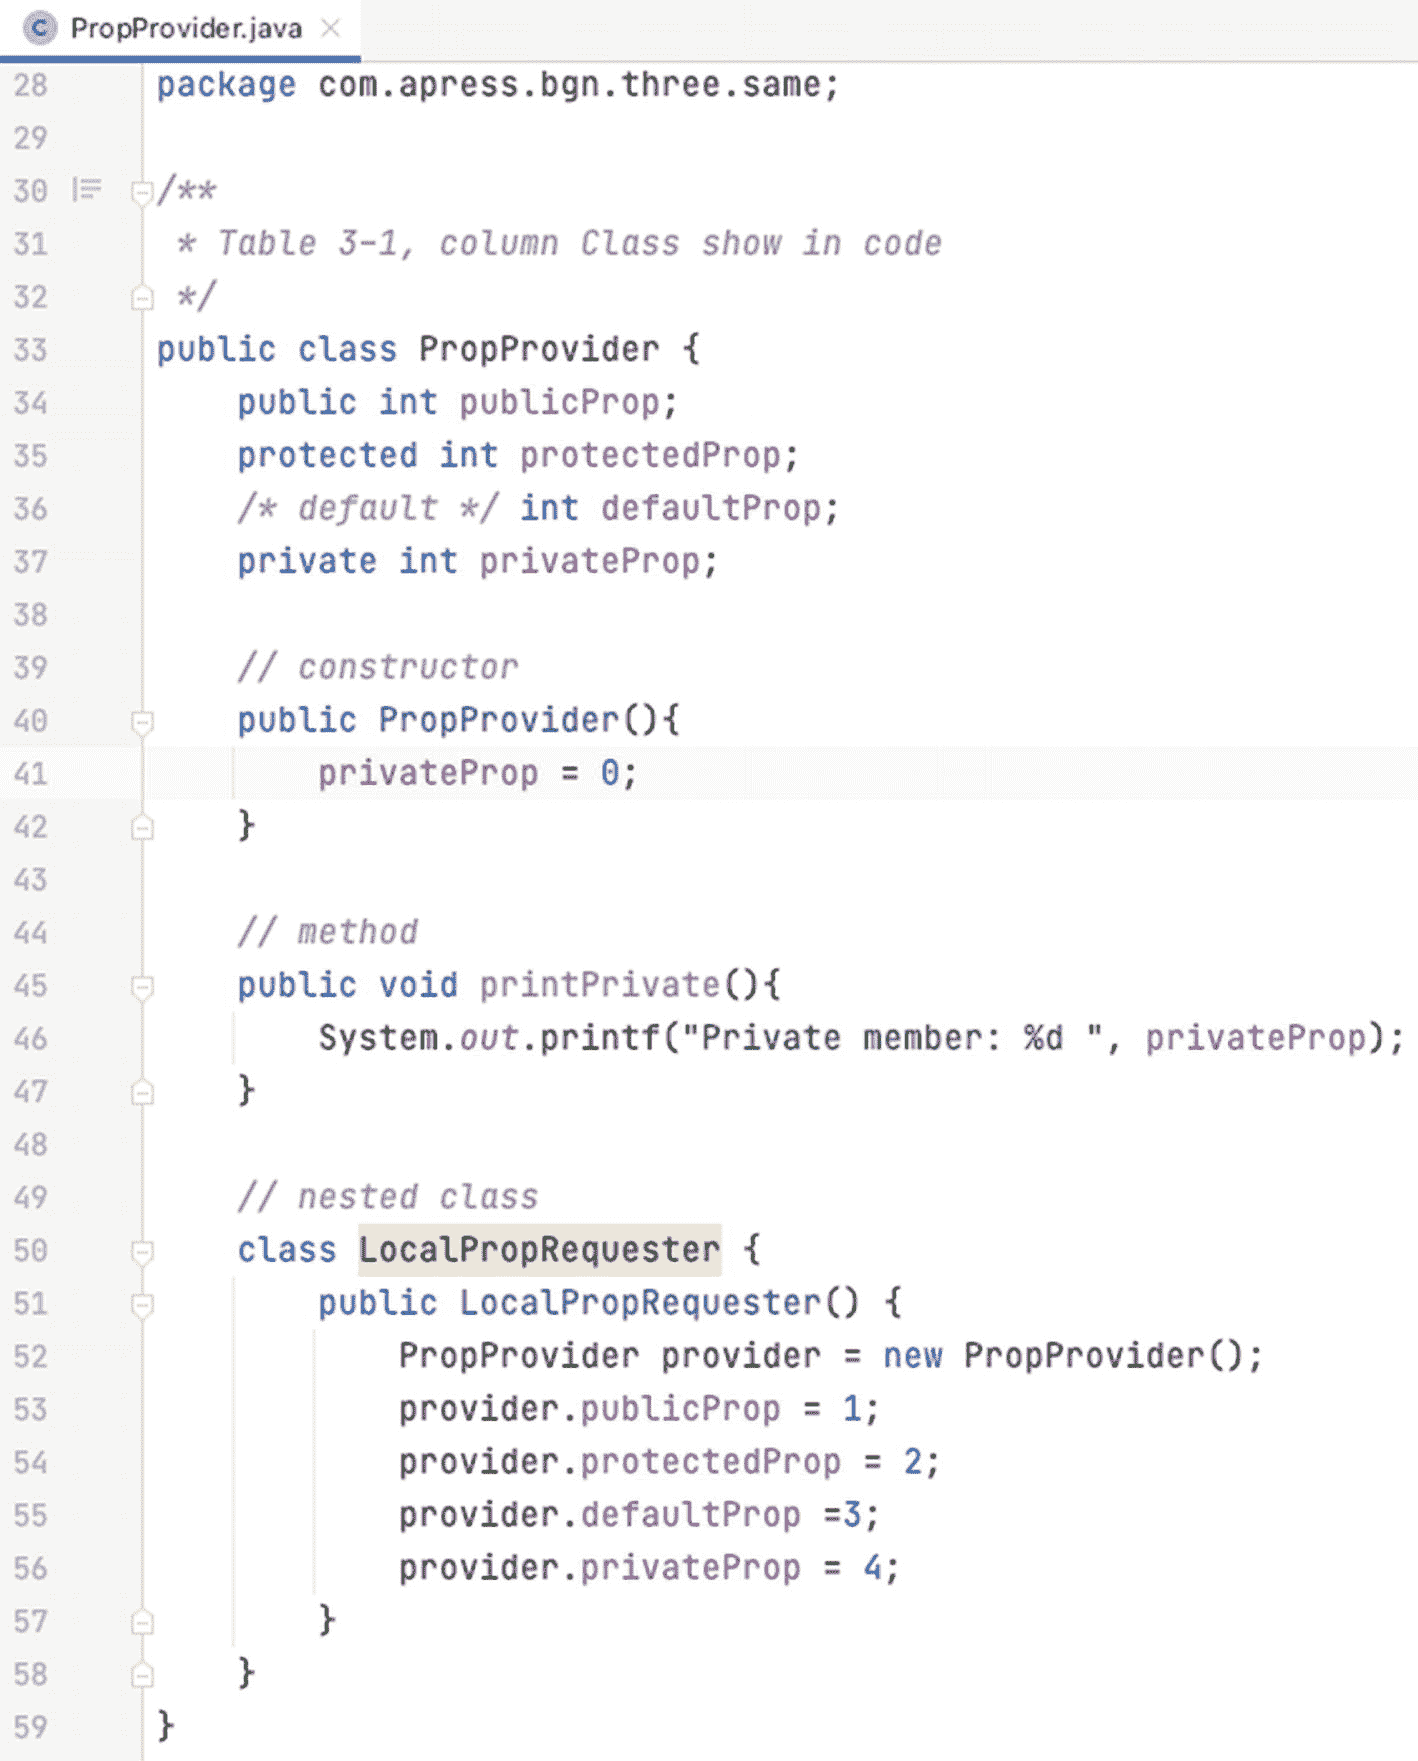 PropProvider.java
28 package com.apress.bgn.three.same;
29
30 /**
31 * Table 3-1, column Class show in code
32 */
33 public class PropProvider {
34 public int publicProp;
35 protected int protectedProp;
36 /* default */ int defaultProp;
37 private int privateProp;
38
39 // constructor
40 public PropProvider(){
41 privateProp = 0;
42 }
43
44 // method
45 public void printPrivate(){
46 System.out.printf("Private member: %d ", privateProp);
47 }
48
49 // nested class
50 class LocalPropRequester {
51 public LocalPropRequester() {
52 PropProvider provider = new PropProvider();
53 provider.publicProp = 1;
54 provider.protectedProp = 2;
55 provider.defaultProp =3;
56 provider.privateProp = 4;
57 }
58 }
59 }